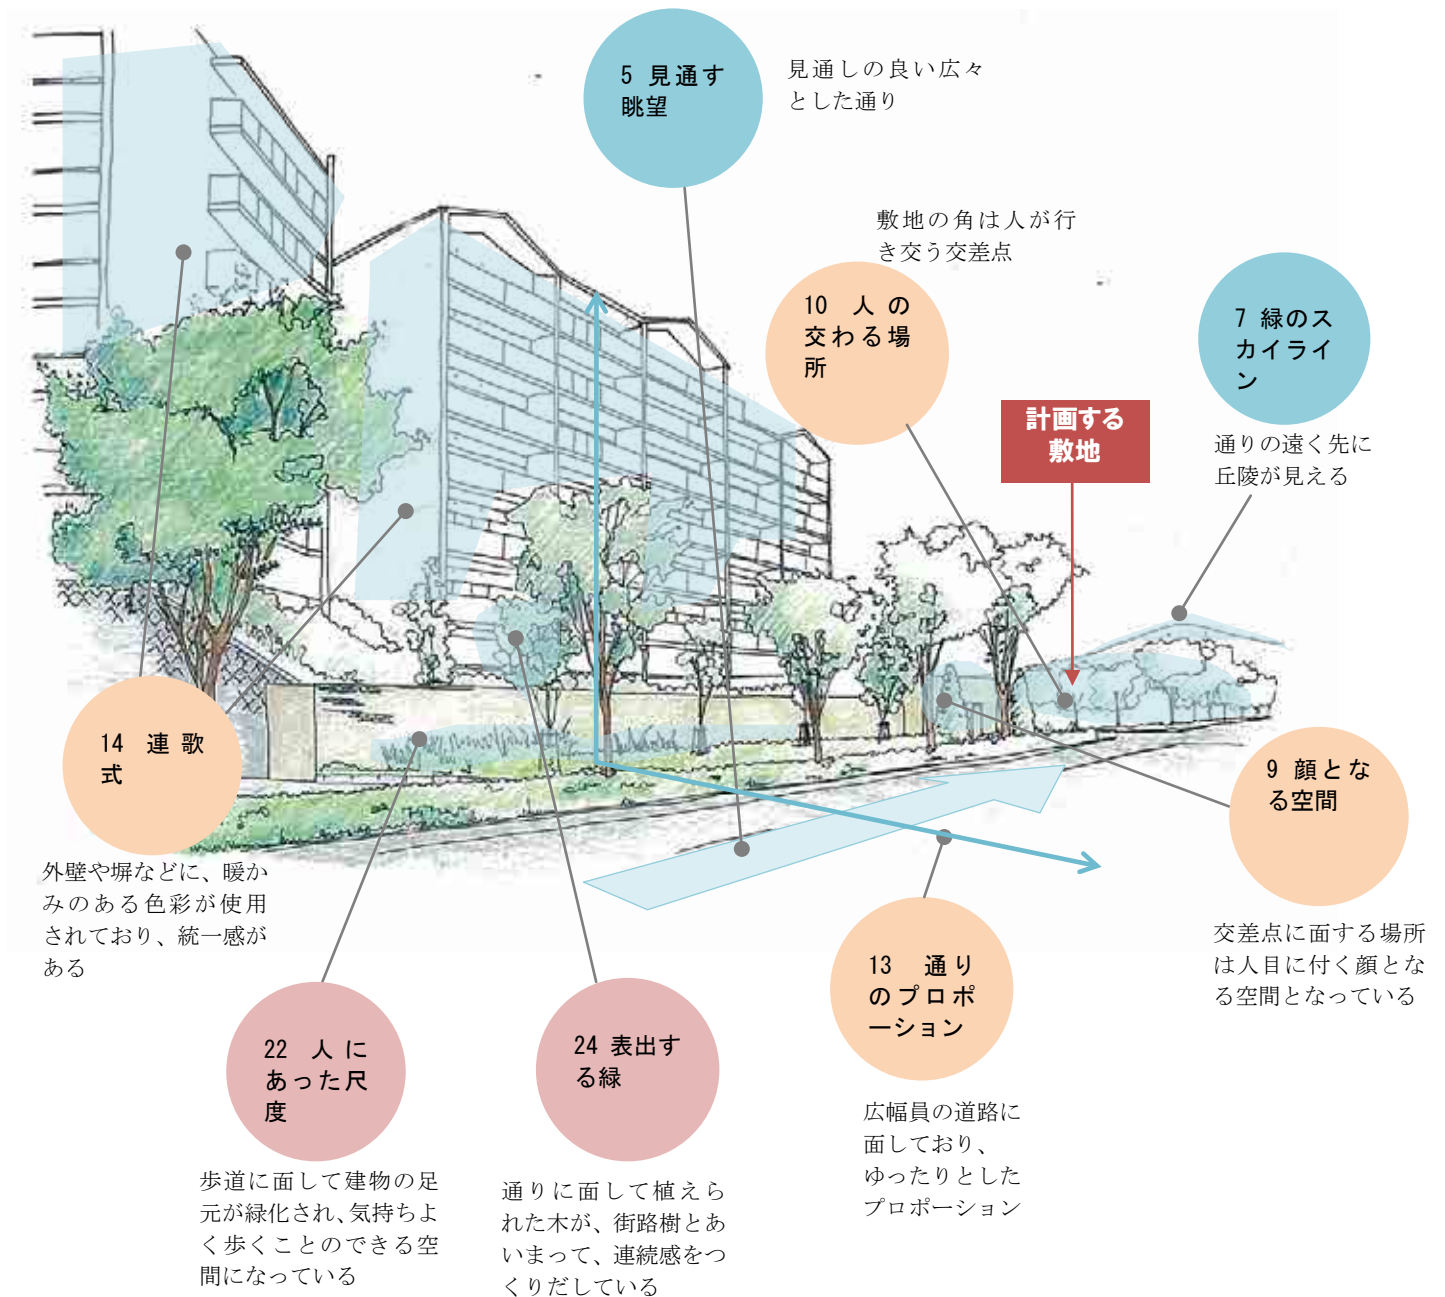 5 見通す
眺望
見通しの良い広々
とした通り
敷地の角は人が行
き交う交差点
10 人の
交わる場
所
7 緑のス
カイライ
ン
通りの遠く先に
丘陵が見える
計画する
敷地
14 連歌
式
外壁や塀などに、暖か
みのある色彩が使用
されており、統一感が
ある
9 顔とな
る空間
交差点に面する場所
は人目に付く顔とな
る空間となっている
13 通り
のプロポ
ーション
広幅員の道路に
面しており、
ゆったりとした
プロポーション
22 人に
あった尺
度
歩道に面して建物の足
元が緑化され、気持ちよ
く歩くことのできる空
間になっている
24 表出す
る緑
通りに面して植えら
れた木が、街路樹とあ
いまって、連続感をつ
くりだしている